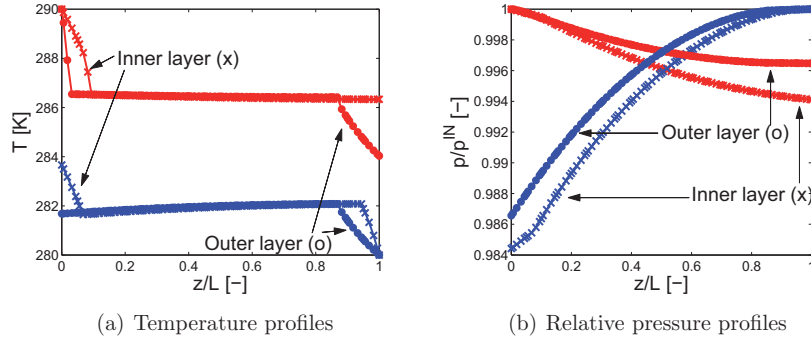 290
288
286
284
282
280
T [K]
Inner layer (x)
Outer layer (o)
0
0.2
0.4
0.6
0.8
1
z/L [−]
(a) Temperature profiles
1
0.998
0.996
0.994
0.992
0.99
0.988
0.986
0.984
p/p^IN [−]
Outer layer (o)
Inner layer (x)
0
0.2
0.4
0.6
0.8
1
z/L [−]
(b) Relative pressure profiles